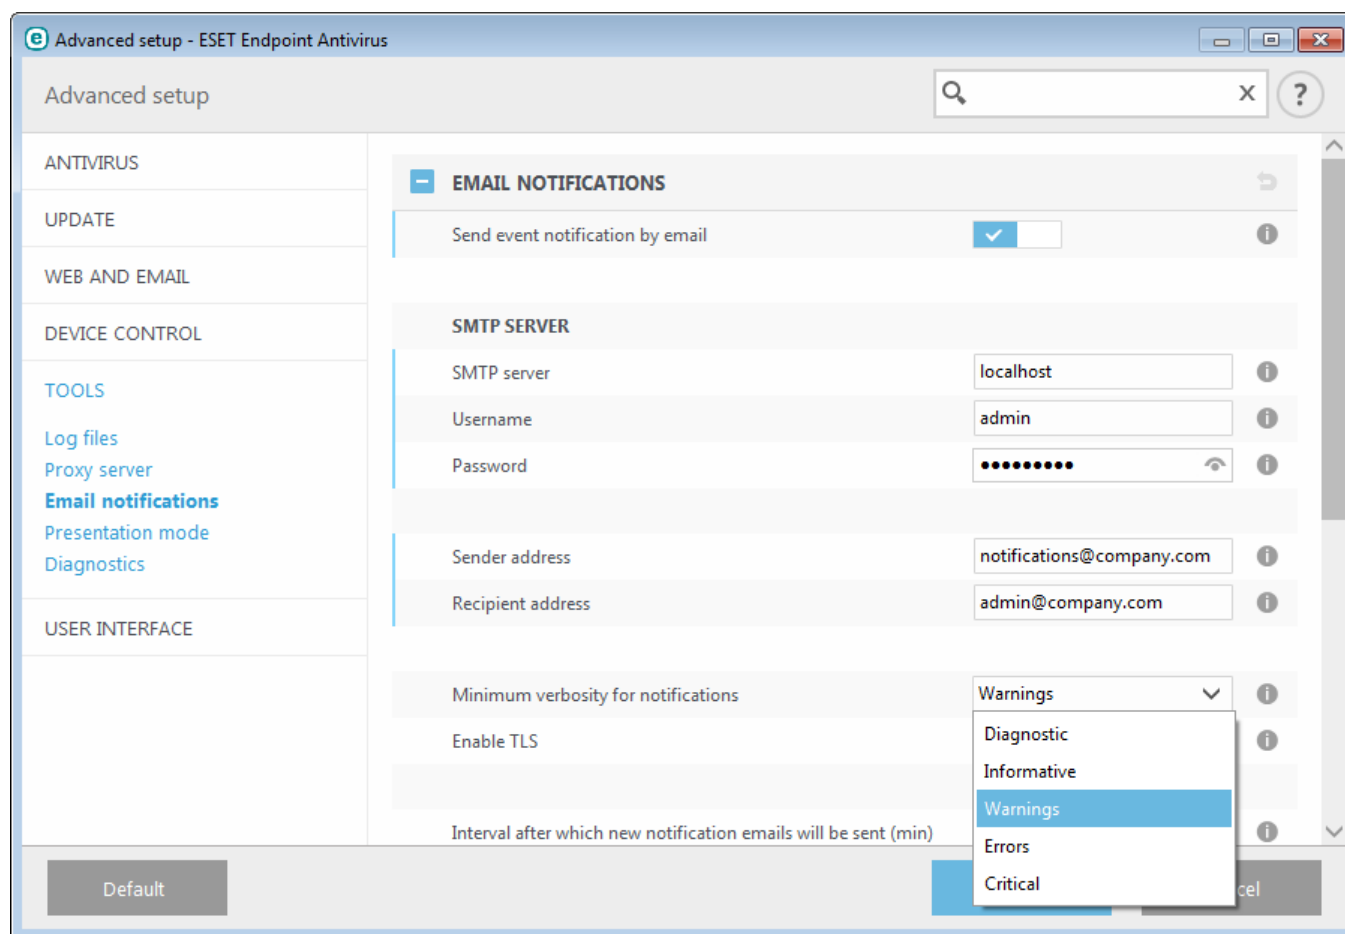 Advanced setup - ESET Endpoint Antivirus
Advanced setup
ANTIVIRUS
UPDATE
WEB AND EMAIL
DEVICE CONTROL
TOOLS
Log files
Proxy server
Email notifications
Presentation mode
Diagnostics
USER INTERFACE
EMAIL NOTIFICATIONS
Send event notification by email
SMTP SERVER
SMTP server localhost
Username admin
Password •••••••••
Sender address notifications@company.com
Recipient address admin@company.com
Minimum verbosity for notifications Warnings
Enable TLS
Diagnostic
Informative
Warnings
Errors
Critical
Interval after which new notification emails will be sent (min)
Default
cel